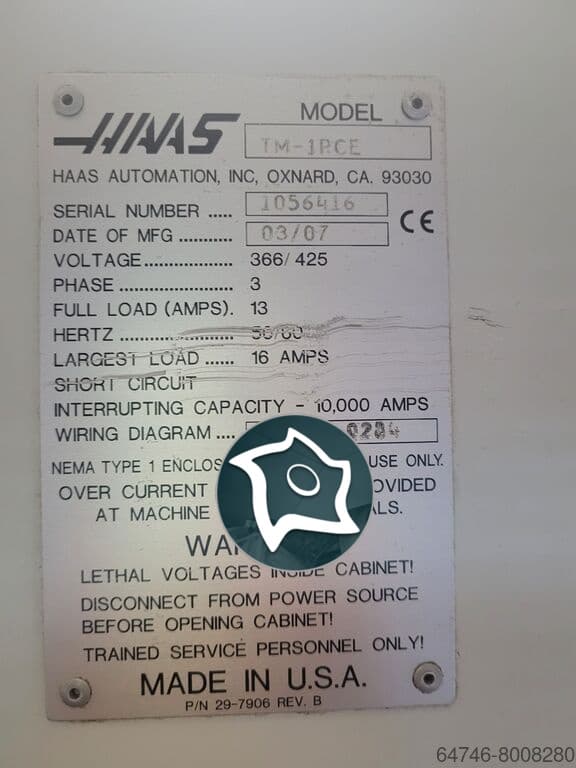 HAAS
MODEL TM-1PCE
HAAS AUTOMATION, INC, OXNARD, CA. 93030
SERIAL NUMBER ..... 1056416
DATE OF MFG ........... 03/07
CE
VOLTAGE.................. 366/ 425
PHASE ..................... 3
FULL LOAD (AMPS). 13
HERTZ ...................... 50/60
LARGEST LOAD ...... 16 AMPS
SHORT CIRCUIT
INTERRUPTING CAPACITY - 10,000 AMPS
WIRING DIAGRAM .... 0284
NEMA TYPE 1 USE ONLY.
OVER CURRENT
AT MACHINE
LETHAL VOLTAGES INSIDE CABINET!
DISCONNECT FROM POWER SOURCE
BEFORE OPENING CABINET!
TRAINED SERVICE PERSONNEL ONLY!
MADE IN U.S.A.
P/N 29-7906 REV. B
64746-8008280